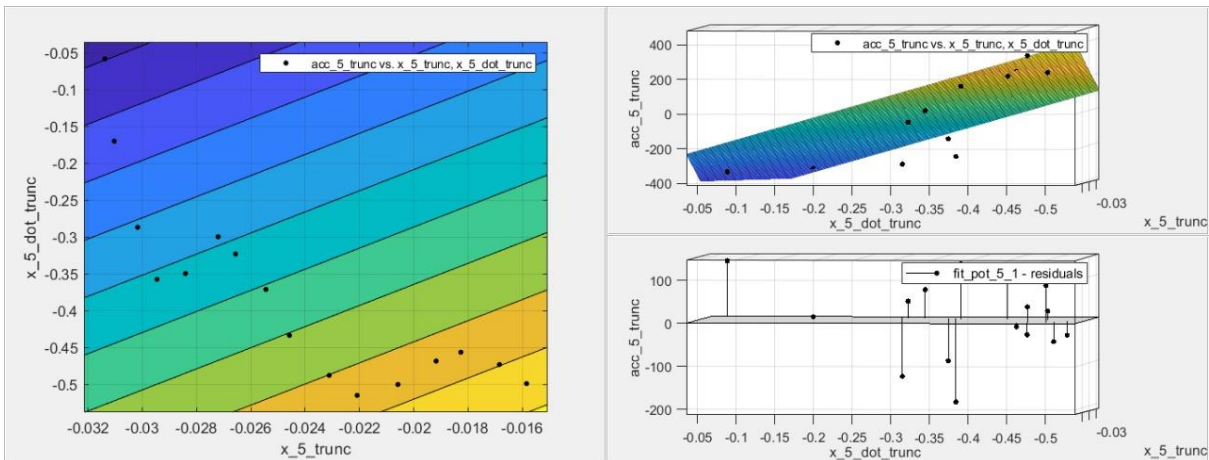 acc_5_trunc vs. x_5_trunc, x_5_dot_trunc
-0.05
-0.1
-0.15
-0.2
-0.25
-0.3
-0.35
-0.4
-0.45
-0.5
x_5_dot_trunc
-0.032 -0.03 -0.028 -0.026 -0.024 -0.022 -0.02 -0.018 -0.016
x_5_trunc
acc_5_trunc vs. x_5_trunc, x_5_dot_trunc
400
200
0
-200
-400
acc_5_trunc
-0.05 -0.1 -0.15 -0.2 -0.25 -0.3 -0.35 -0.4 -0.45 -0.5
-0.03
x_5_dot_trunc
x_5_trunc
fit_pot_5_1 - residuals
100
0
-100
-200
acc_5_trunc
-0.05 -0.1 -0.15 -0.2 -0.25 -0.3 -0.35 -0.4 -0.45 -0.5
-0.03
x_5_dot_trunc
x_5_trunc